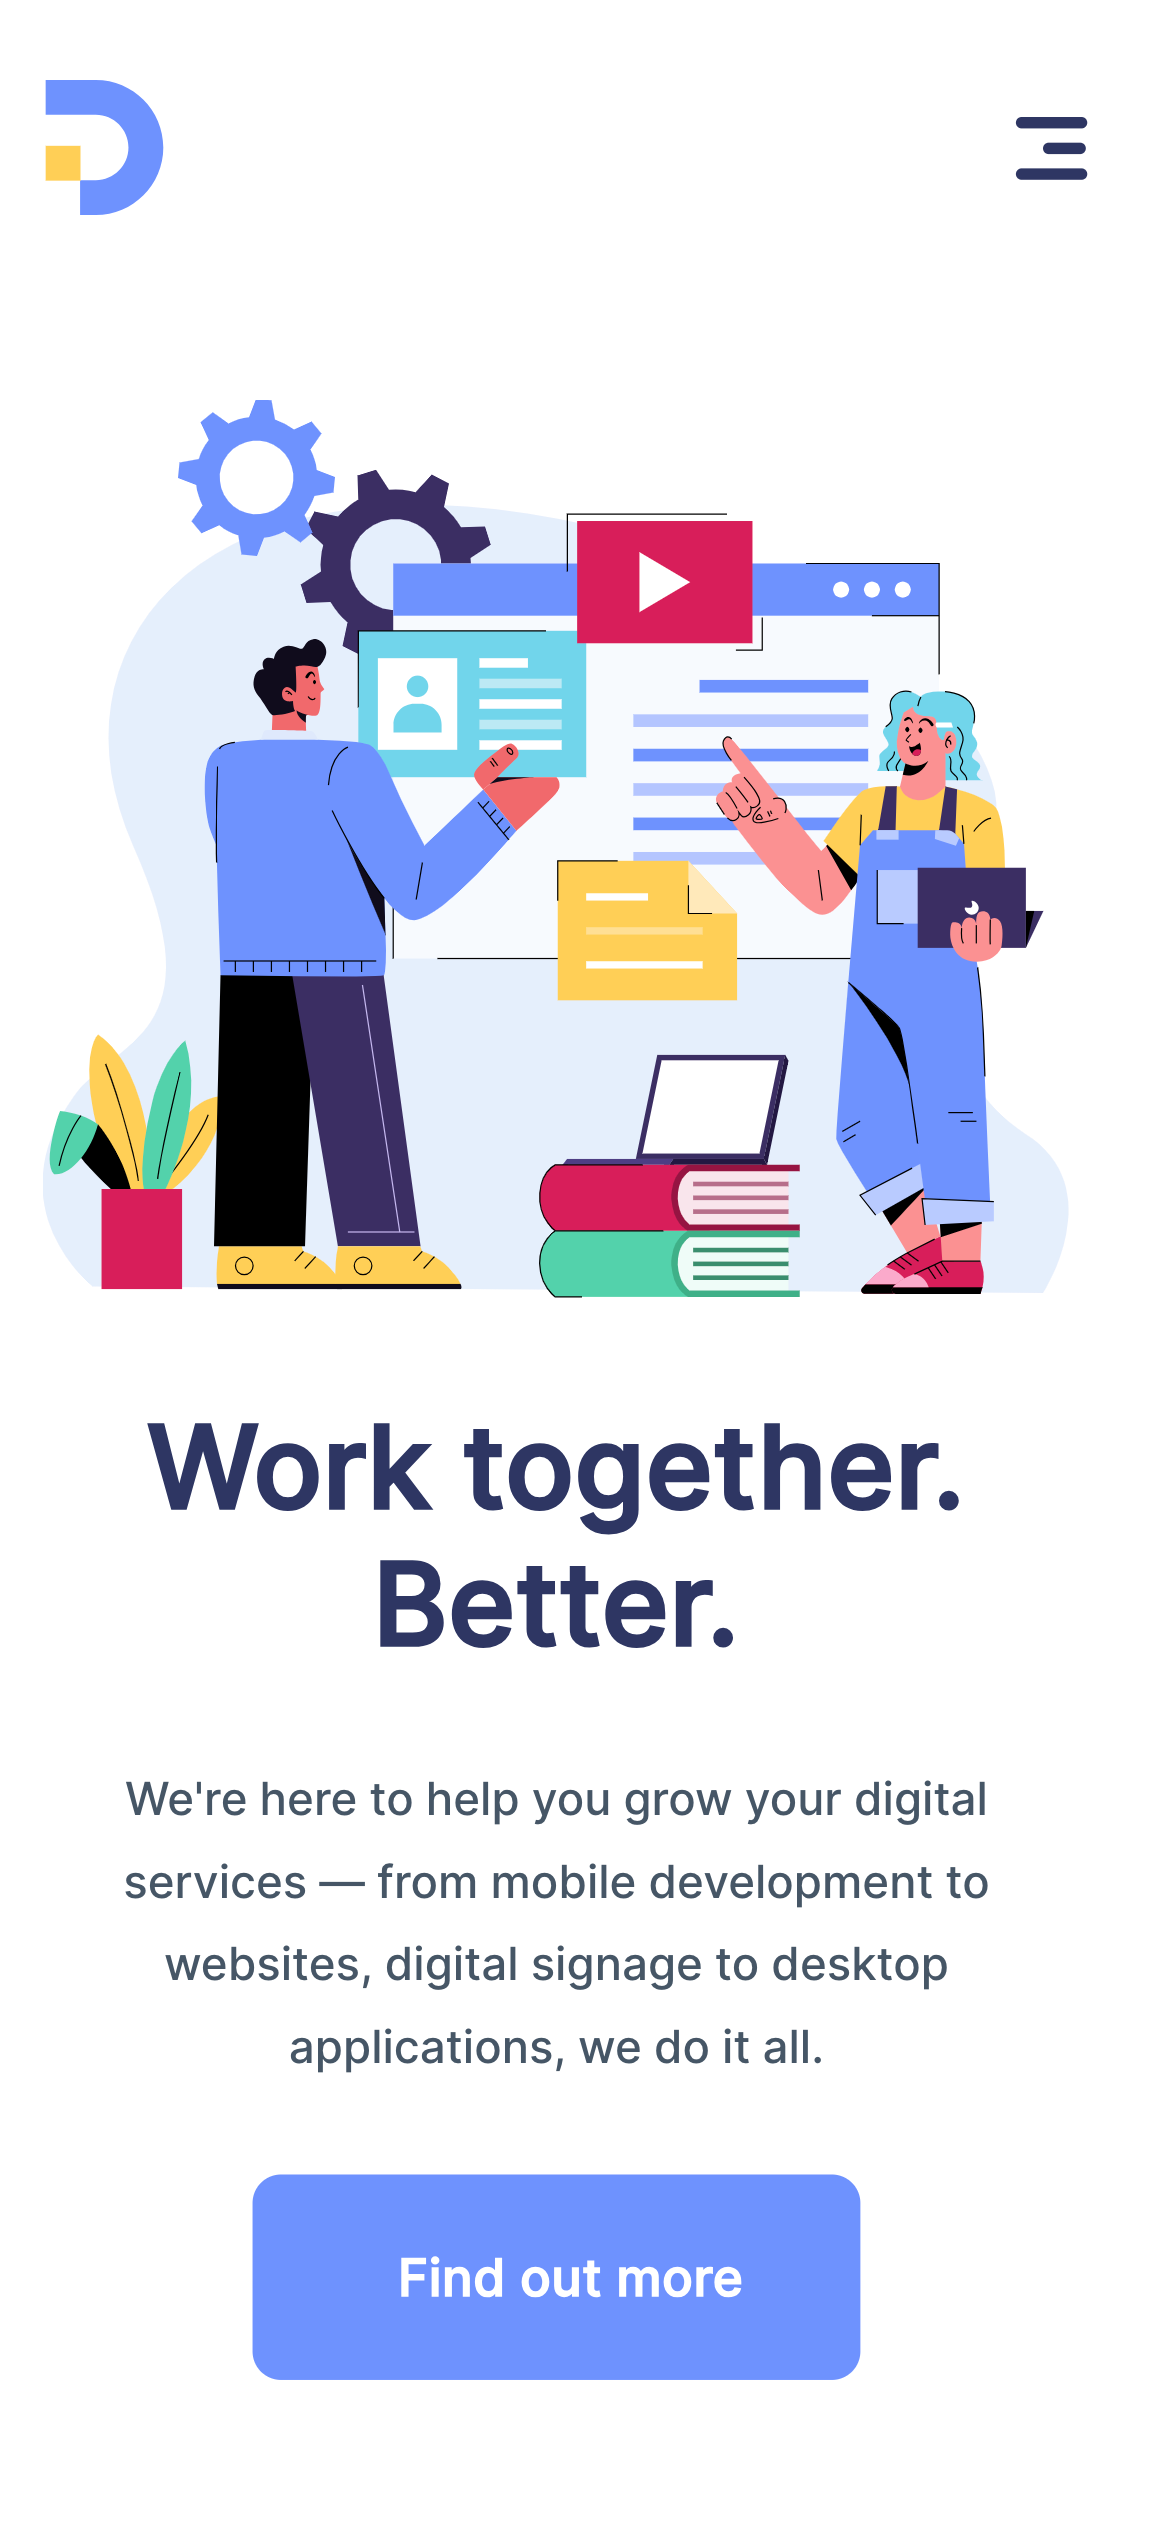 Work together.
Better.
We're here to help you grow your digital
services — from mobile development to
websites, digital signage to desktop
applications, we do it all.
Find out more